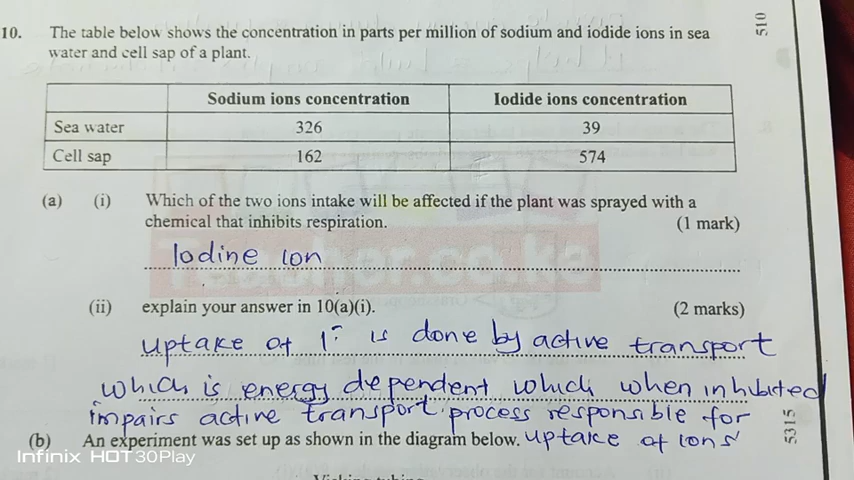 10. The table below shows the concentration in parts per million of sodium and iodide ions in sea
water and cell sap of a plant.
Sodium ions concentration Iodide ions concentration
Sea water 326 39
Cell sap 162 574
(a) (i) Which of the two ions intake will be affected if the plant was sprayed with a
chemical that inhibits respiration. (1 mark)
Iodine ion
(ii) explain your answer in 10(a)(i). (2 marks)
uptake of I⁻ is done by active transport
which is energy dependent which when inhibited
impairs active transport process responsible for
uptake of ions
(b) An experiment was set up as shown in the diagram below.
Visking tubing
510
5315
Teacher.co.ke
Infinix HOT 30Play